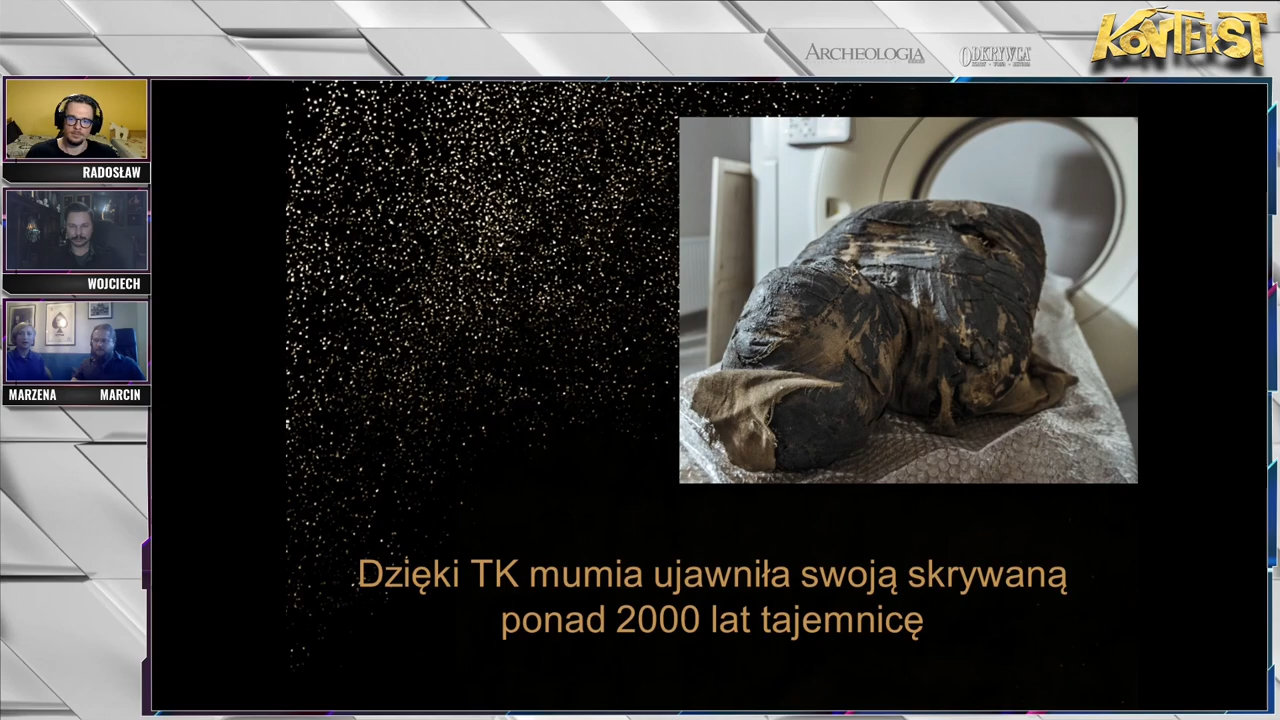 ARCHEOLOGIA
ODKRYWCA
KONTEKST
RADOSŁAW
WOJCIECH
MARZENA MARCIN
Dzięki TK mumia ujawniła swoją skrywaną
ponad 2000 lat tajemnicę